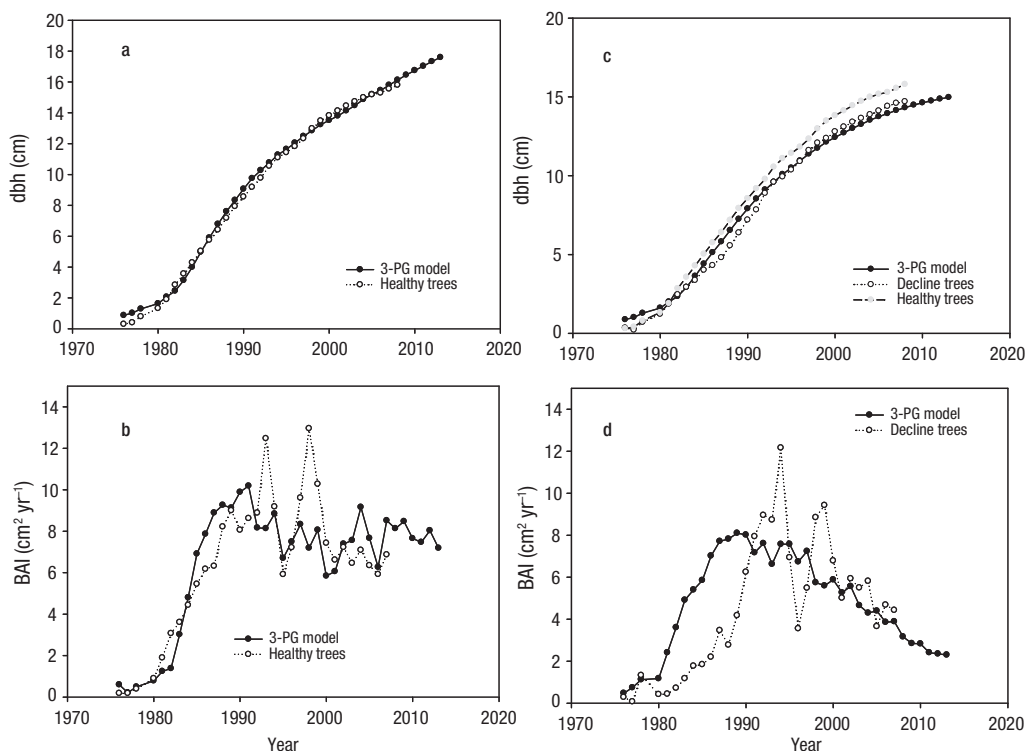 20
18
16
14
12
10
8
6
4
2
0
dbh (cm)
a
3-PG model
Healthy trees
1970 1980 1990 2000 2010 2020
20
15
10
5
0
dbh (cm)
c
3-PG model
Decline trees
Healthy trees
1970 1980 1990 2000 2010 2020
14
12
10
8
6
4
2
0
BAI (cm² yr⁻¹)
b
3-PG model
Healthy trees
1970 1980 1990 2000 2010 2020
Year
14
12
10
8
6
4
2
0
BAI (cm² yr⁻¹)
d
3-PG model
Decline trees
1970 1980 1990 2000 2010 2020
Year